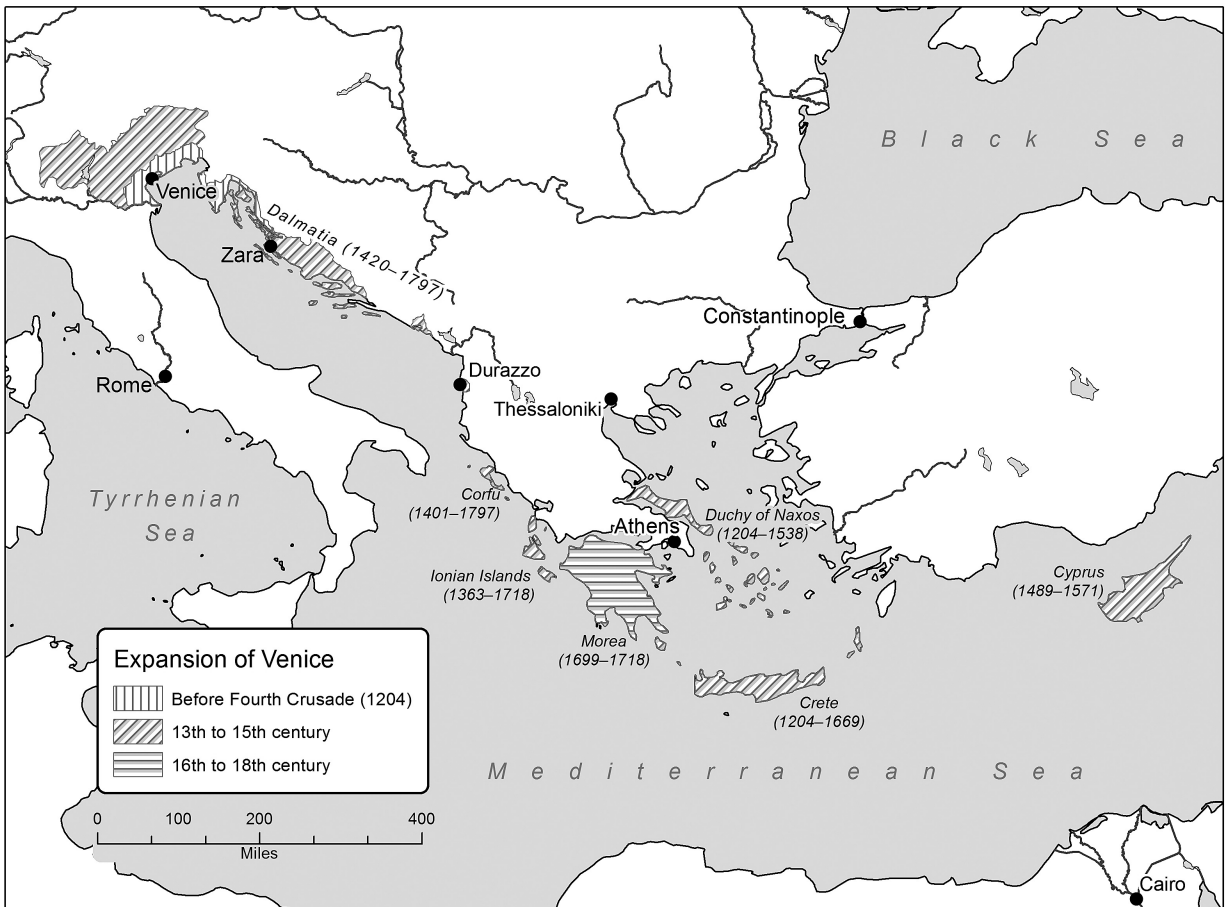 Black Sea
Venice
Dalmatia (1420–1797)
Zara
Constantinople
Rome
Durazzo
Thessaloniki
Tyrrhenian
Sea
Corfu
(1401–1797)
Duchy of Naxos
(1204–1538)
Athens
Ionian Islands
(1363–1718)
Cyprus
(1489–1571)
Morea
(1699–1718)
Crete
(1204–1669)
Expansion of Venice
Before Fourth Crusade (1204)
13th to 15th century
16th to 18th century
Mediterranean Sea
0 100 200 400
Miles
Cairo